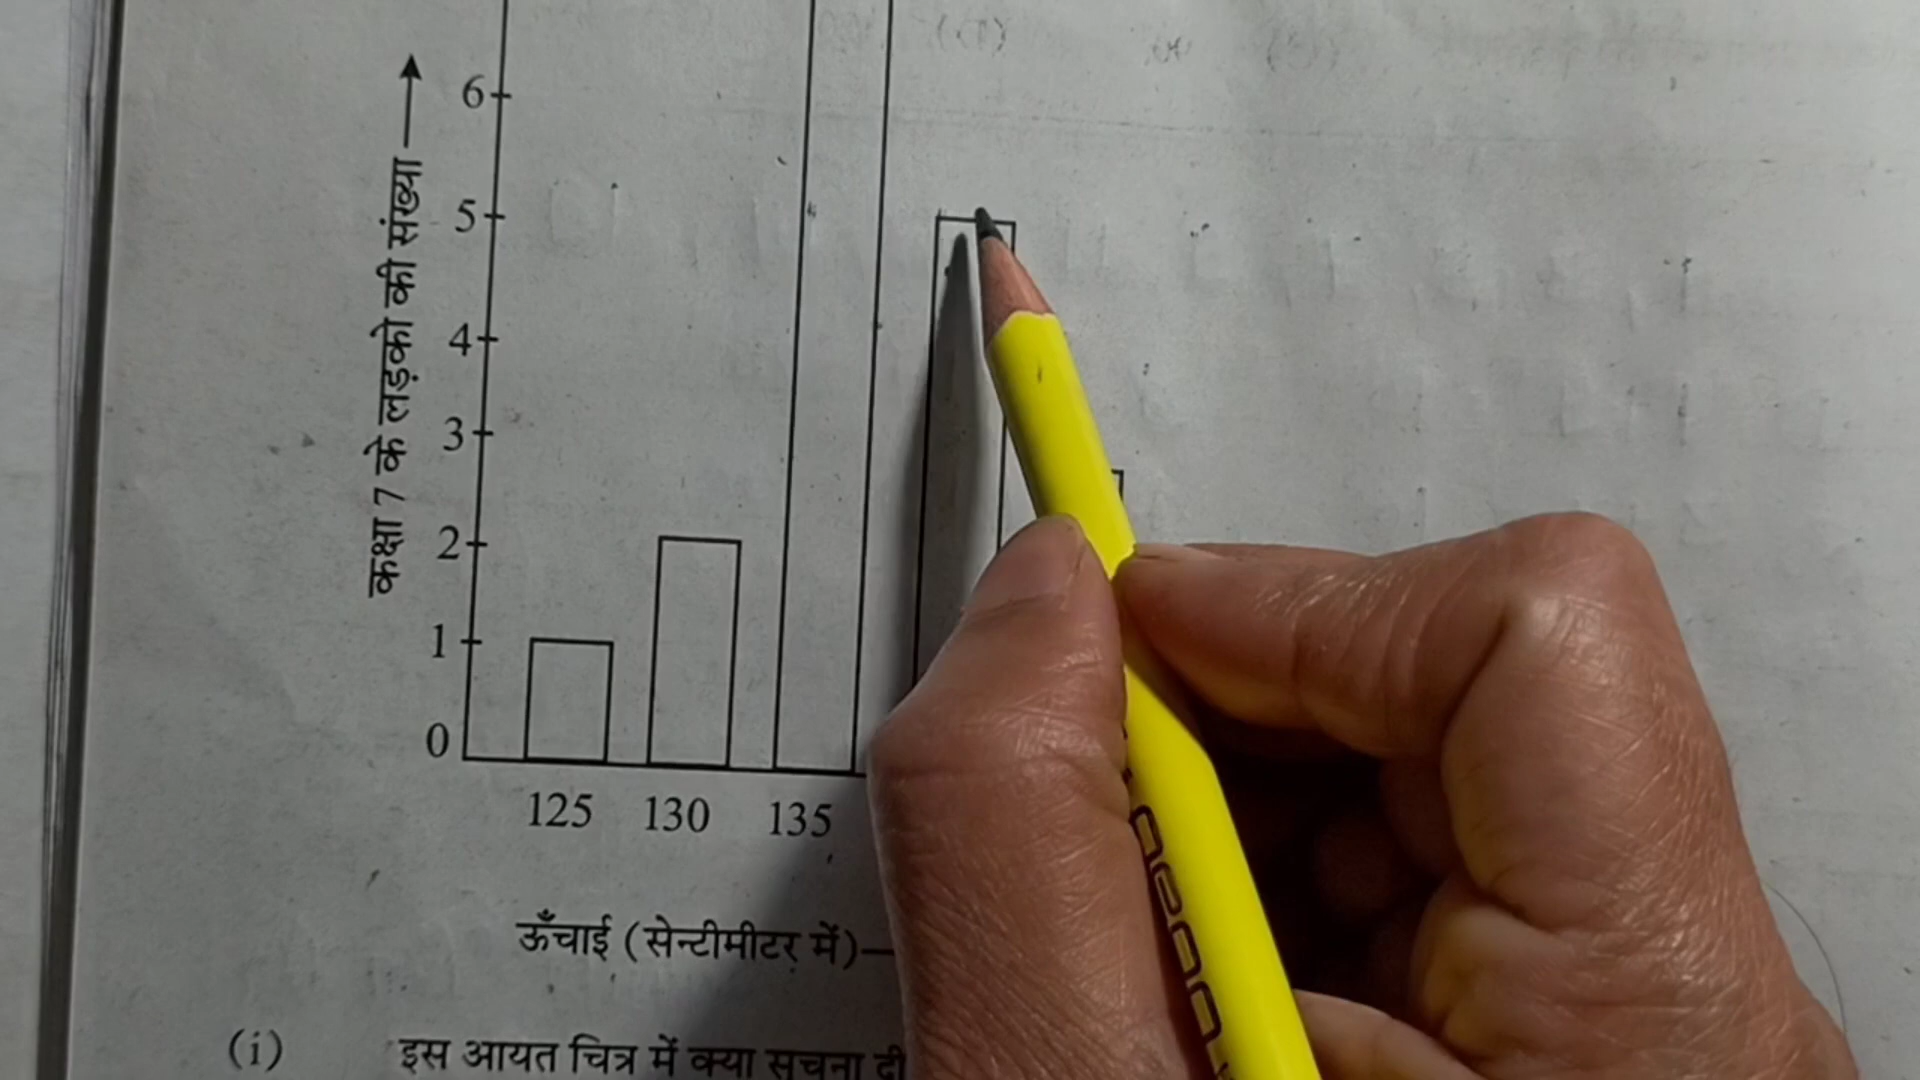 6
5
4
3
2
1
0
कक्षा 7 के लड़को की संख्या
125 130 135
ऊँचाई (सेन्टीमीटर में)
(i) इस आयत चित्र में क्या सूचना दी